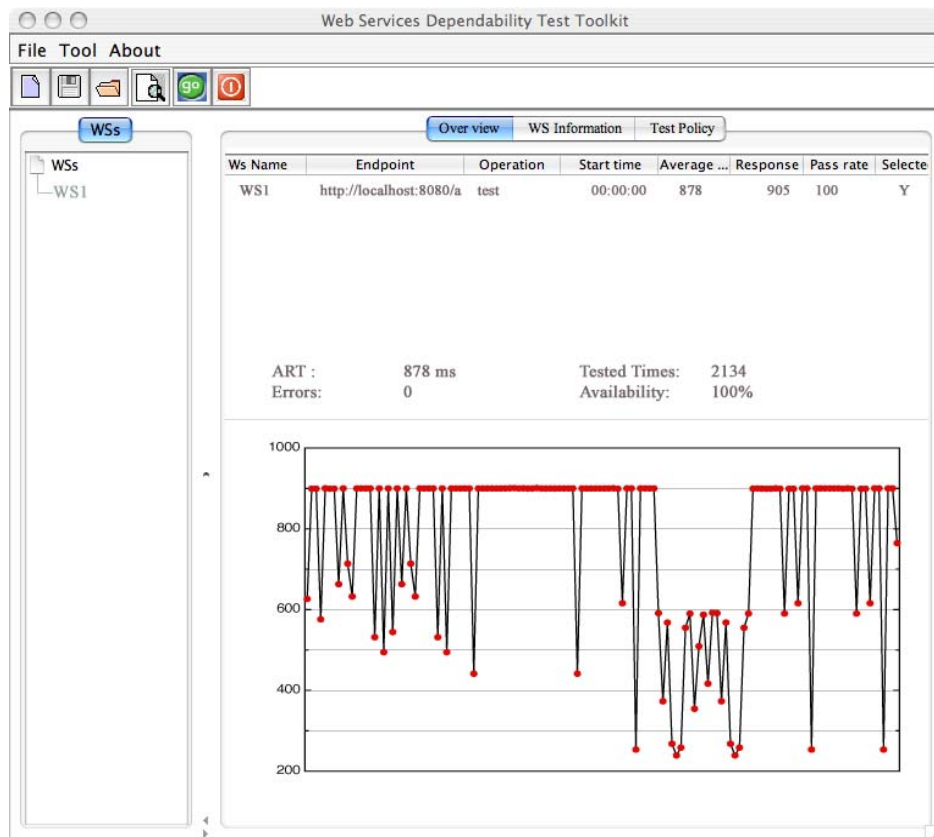 Web Services Dependability Test Toolkit
File Tool About
go
WSs
Over view WS Information Test Policy
WSs
WS1
Ws Name Endpoint Operation Start time Average ... Response Pass rate Selecte
WS1 http://localhost:8080/a test 00:00:00 878 905 100 Y
ART : 878 ms Tested Times: 2134
Errors: 0 Availability: 100%
1000
800
600
400
200